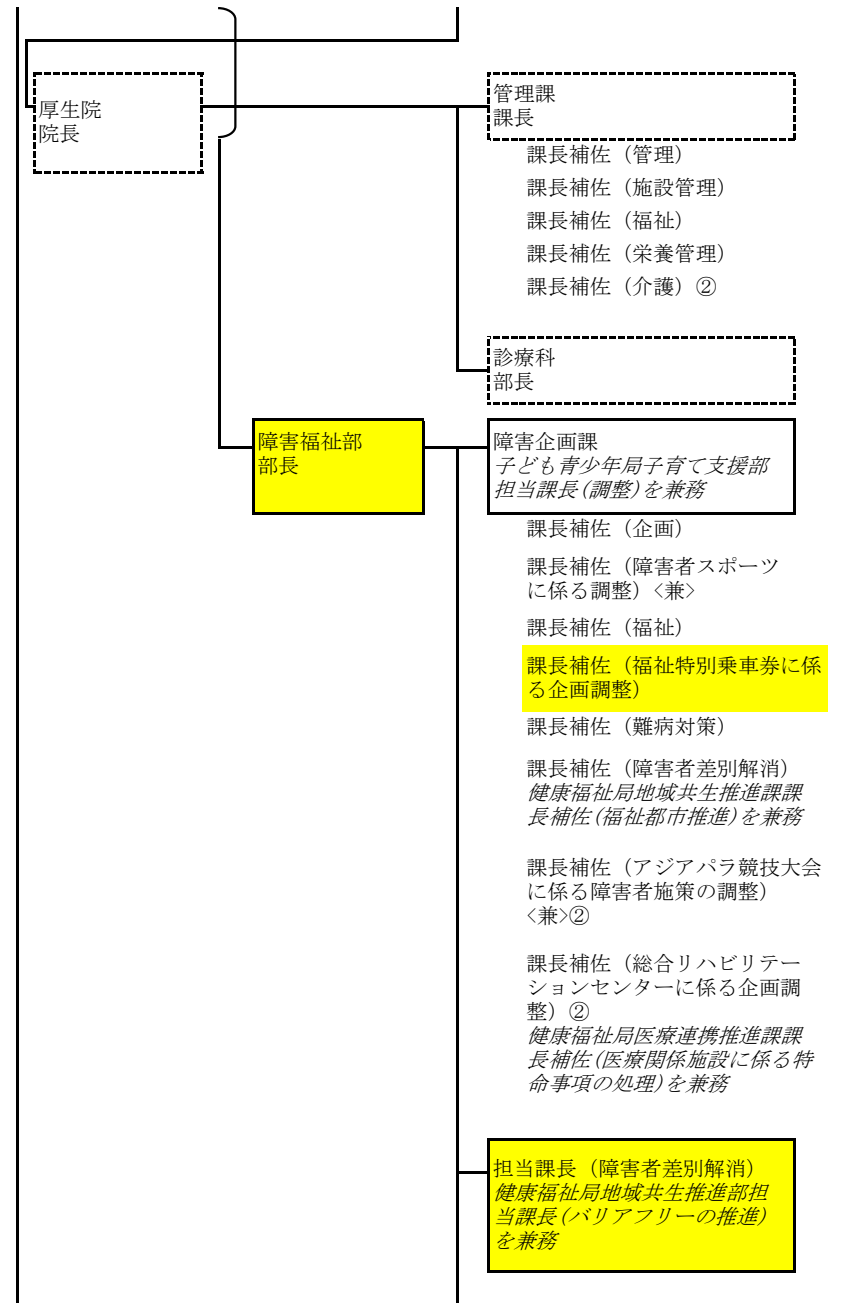 厚生院
院長
管理課
課長
課長補佐（管理）
課長補佐（施設管理）
課長補佐（福祉）
課長補佐（栄養管理）
課長補佐（介護）②
診療科
部長
障害福祉部
部長
障害企画課
子ども青少年局子育て支援部
担当課長(調整)を兼務
課長補佐（企画）
課長補佐（障害者スポーツ
に係る調整）<兼>
課長補佐（福祉）
課長補佐（福祉特別乗車券に係
る企画調整）
課長補佐（難病対策）
課長補佐（障害者差別解消）
健康福祉局地域共生推進課課
長補佐(福祉都市推進)を兼務
課長補佐（アジアパラ競技大会
に係る障害者施策の調整）
<兼>②
課長補佐（総合リハビリテー
ションセンターに係る企画調
整）②
健康福祉局医療連携推進課課
長補佐(医療関係施設に係る特
命事項の処理)を兼務
担当課長（障害者差別解消）
健康福祉局地域共生推進部担
当課長(バリアフリーの推進)
を兼務